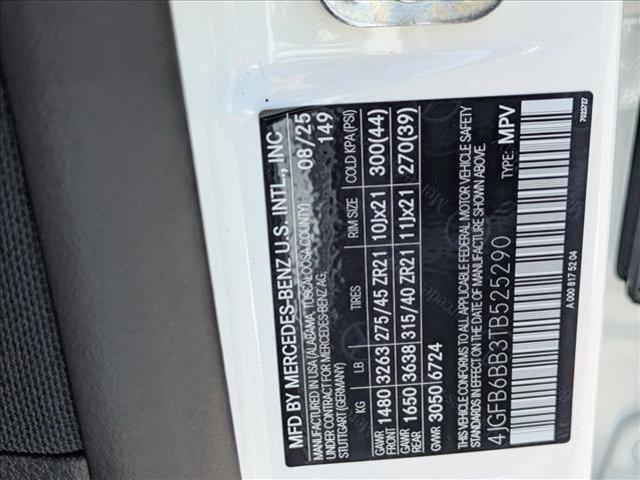 MFD BY MERCEDES-BENZ U.S. INTL., INC
MANUFACTURED IN USA (ALABAMA, TUSCALOOSA COUNTY) 08/25
UNDER CONTRACT FOR MERCEDES-BENZ AG, 149
STUTTGART (GERMANY)
KG LB TIRES RIM SIZE COLD KPA (PSI)
GAWR FRONT 1480 3263 275/45 ZR21 10Jx21 300(44)
GAWR REAR 1650 3638 315/40 ZR21 11Jx21 270(39)
GVWR 3050 6724
THIS VEHICLE CONFORMS TO ALL APPLICABLE FEDERAL MOTOR VEHICLE SAFETY
STANDARDS IN EFFECT ON THE DATE OF MANUFACTURE SHOWN ABOVE.
4JGFB6BB3TB525290 TYPE: MPV
A 000 817 52 04 7023727